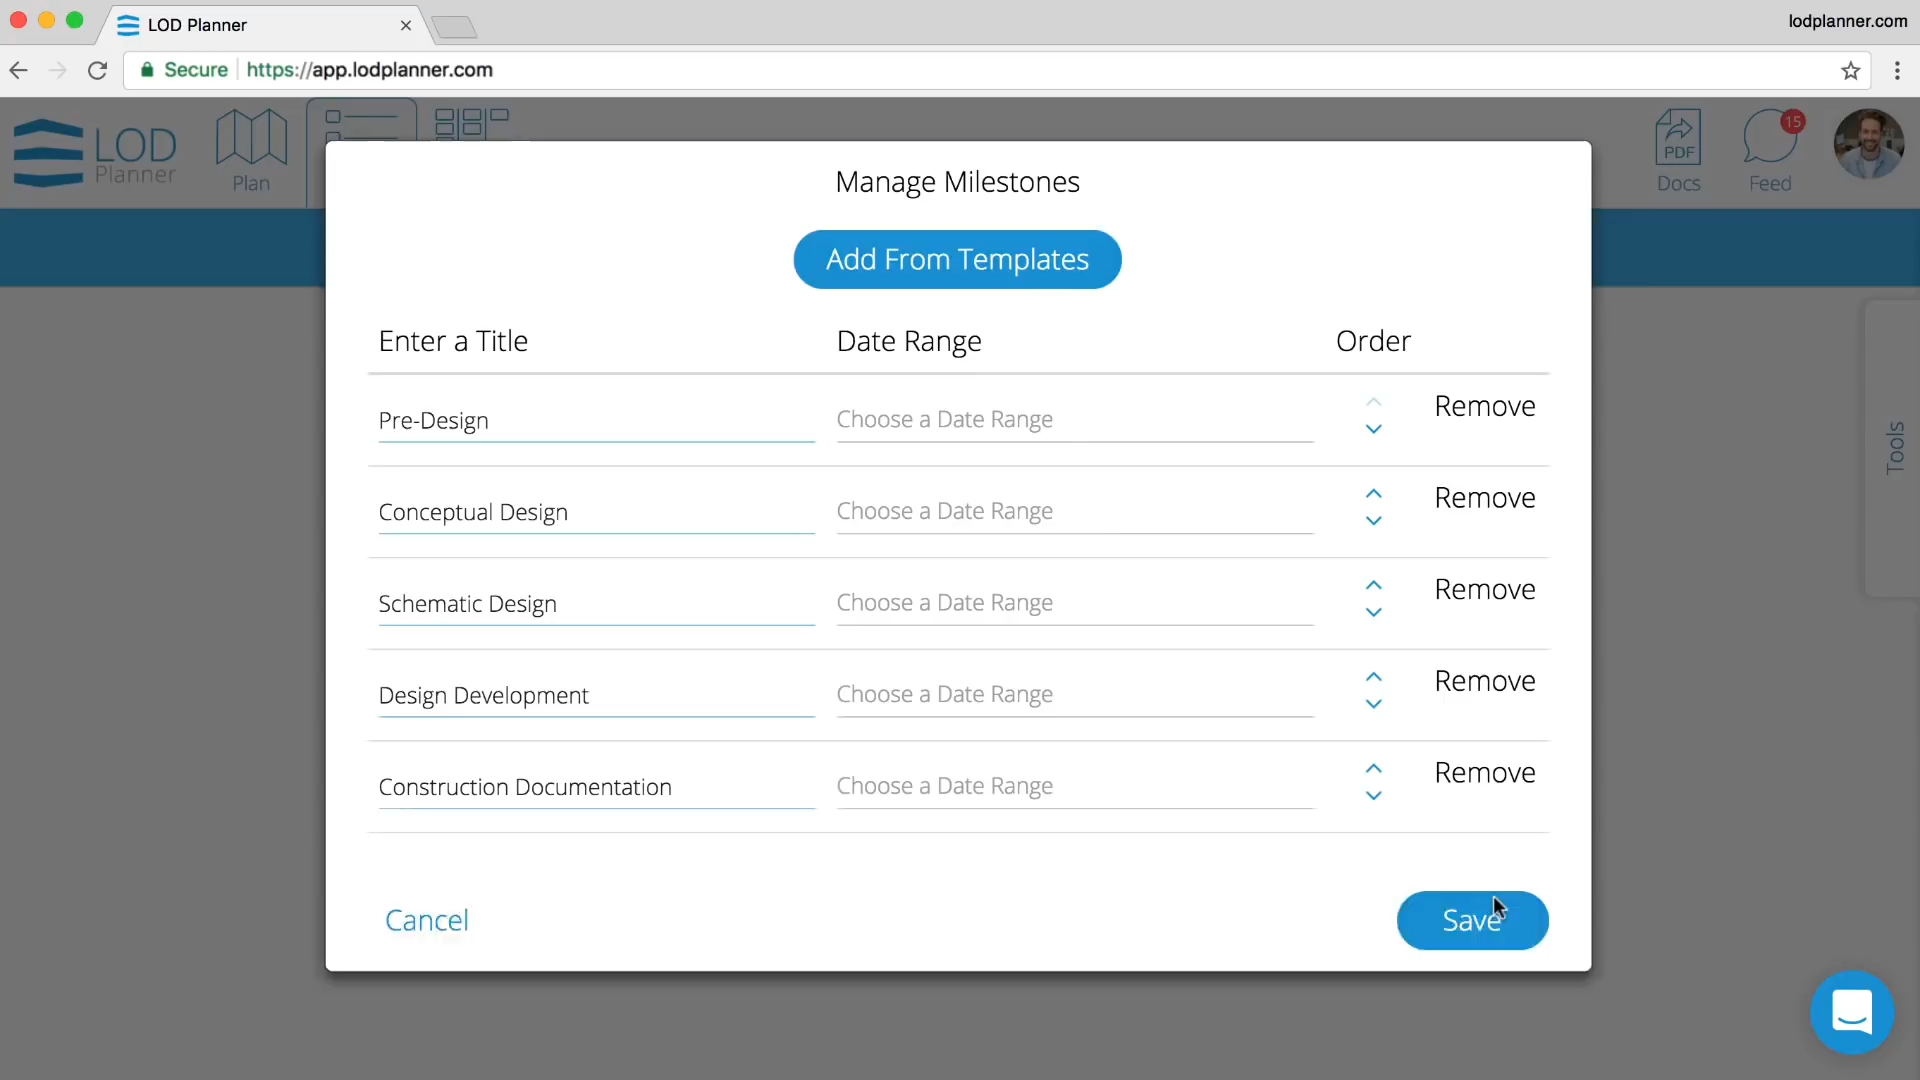 LOD Planner
lodplanner.com
Secure
https://app.lodplanner.com
LOD
Planner
Plan
PDF
Docs
15
Feed
Manage Milestones
Add From Templates
Enter a Title
Date Range
Order
Pre-Design
Choose a Date Range
Remove
Conceptual Design
Choose a Date Range
Remove
Schematic Design
Choose a Date Range
Remove
Design Development
Choose a Date Range
Remove
Construction Documentation
Choose a Date Range
Remove
Tools
Cancel
Save